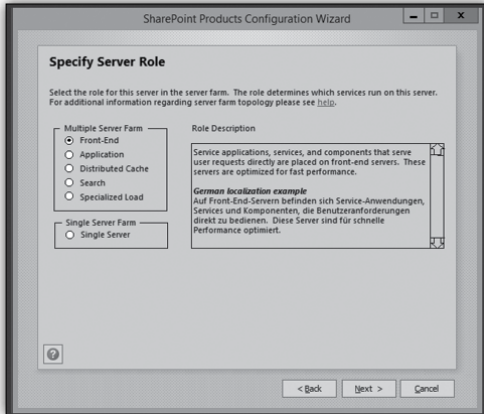 SharePoint Products Configuration Wizard
Specify Server Role
Select the role for this server in the server farm. The role determines which services run on this server.
For additional information regarding server farm topology please see help.
Multiple Server Farm
Front-End
Application
Distributed Cache
Search
Specialized Load
Single Server Farm
Single Server
Role Description
Service applications, services, and components that serve
user requests directly are placed on front-end servers. These
servers are optimized for fast performance.
German localization example
Auf Front-End-Servern befinden sich Service-Anwendungen,
Services und Komponenten, die Benutzeranforderungen
direkt zu bedienen. Diese Server sind für schnelle
Performance optimiert.
?
< Back
Next >
Cancel